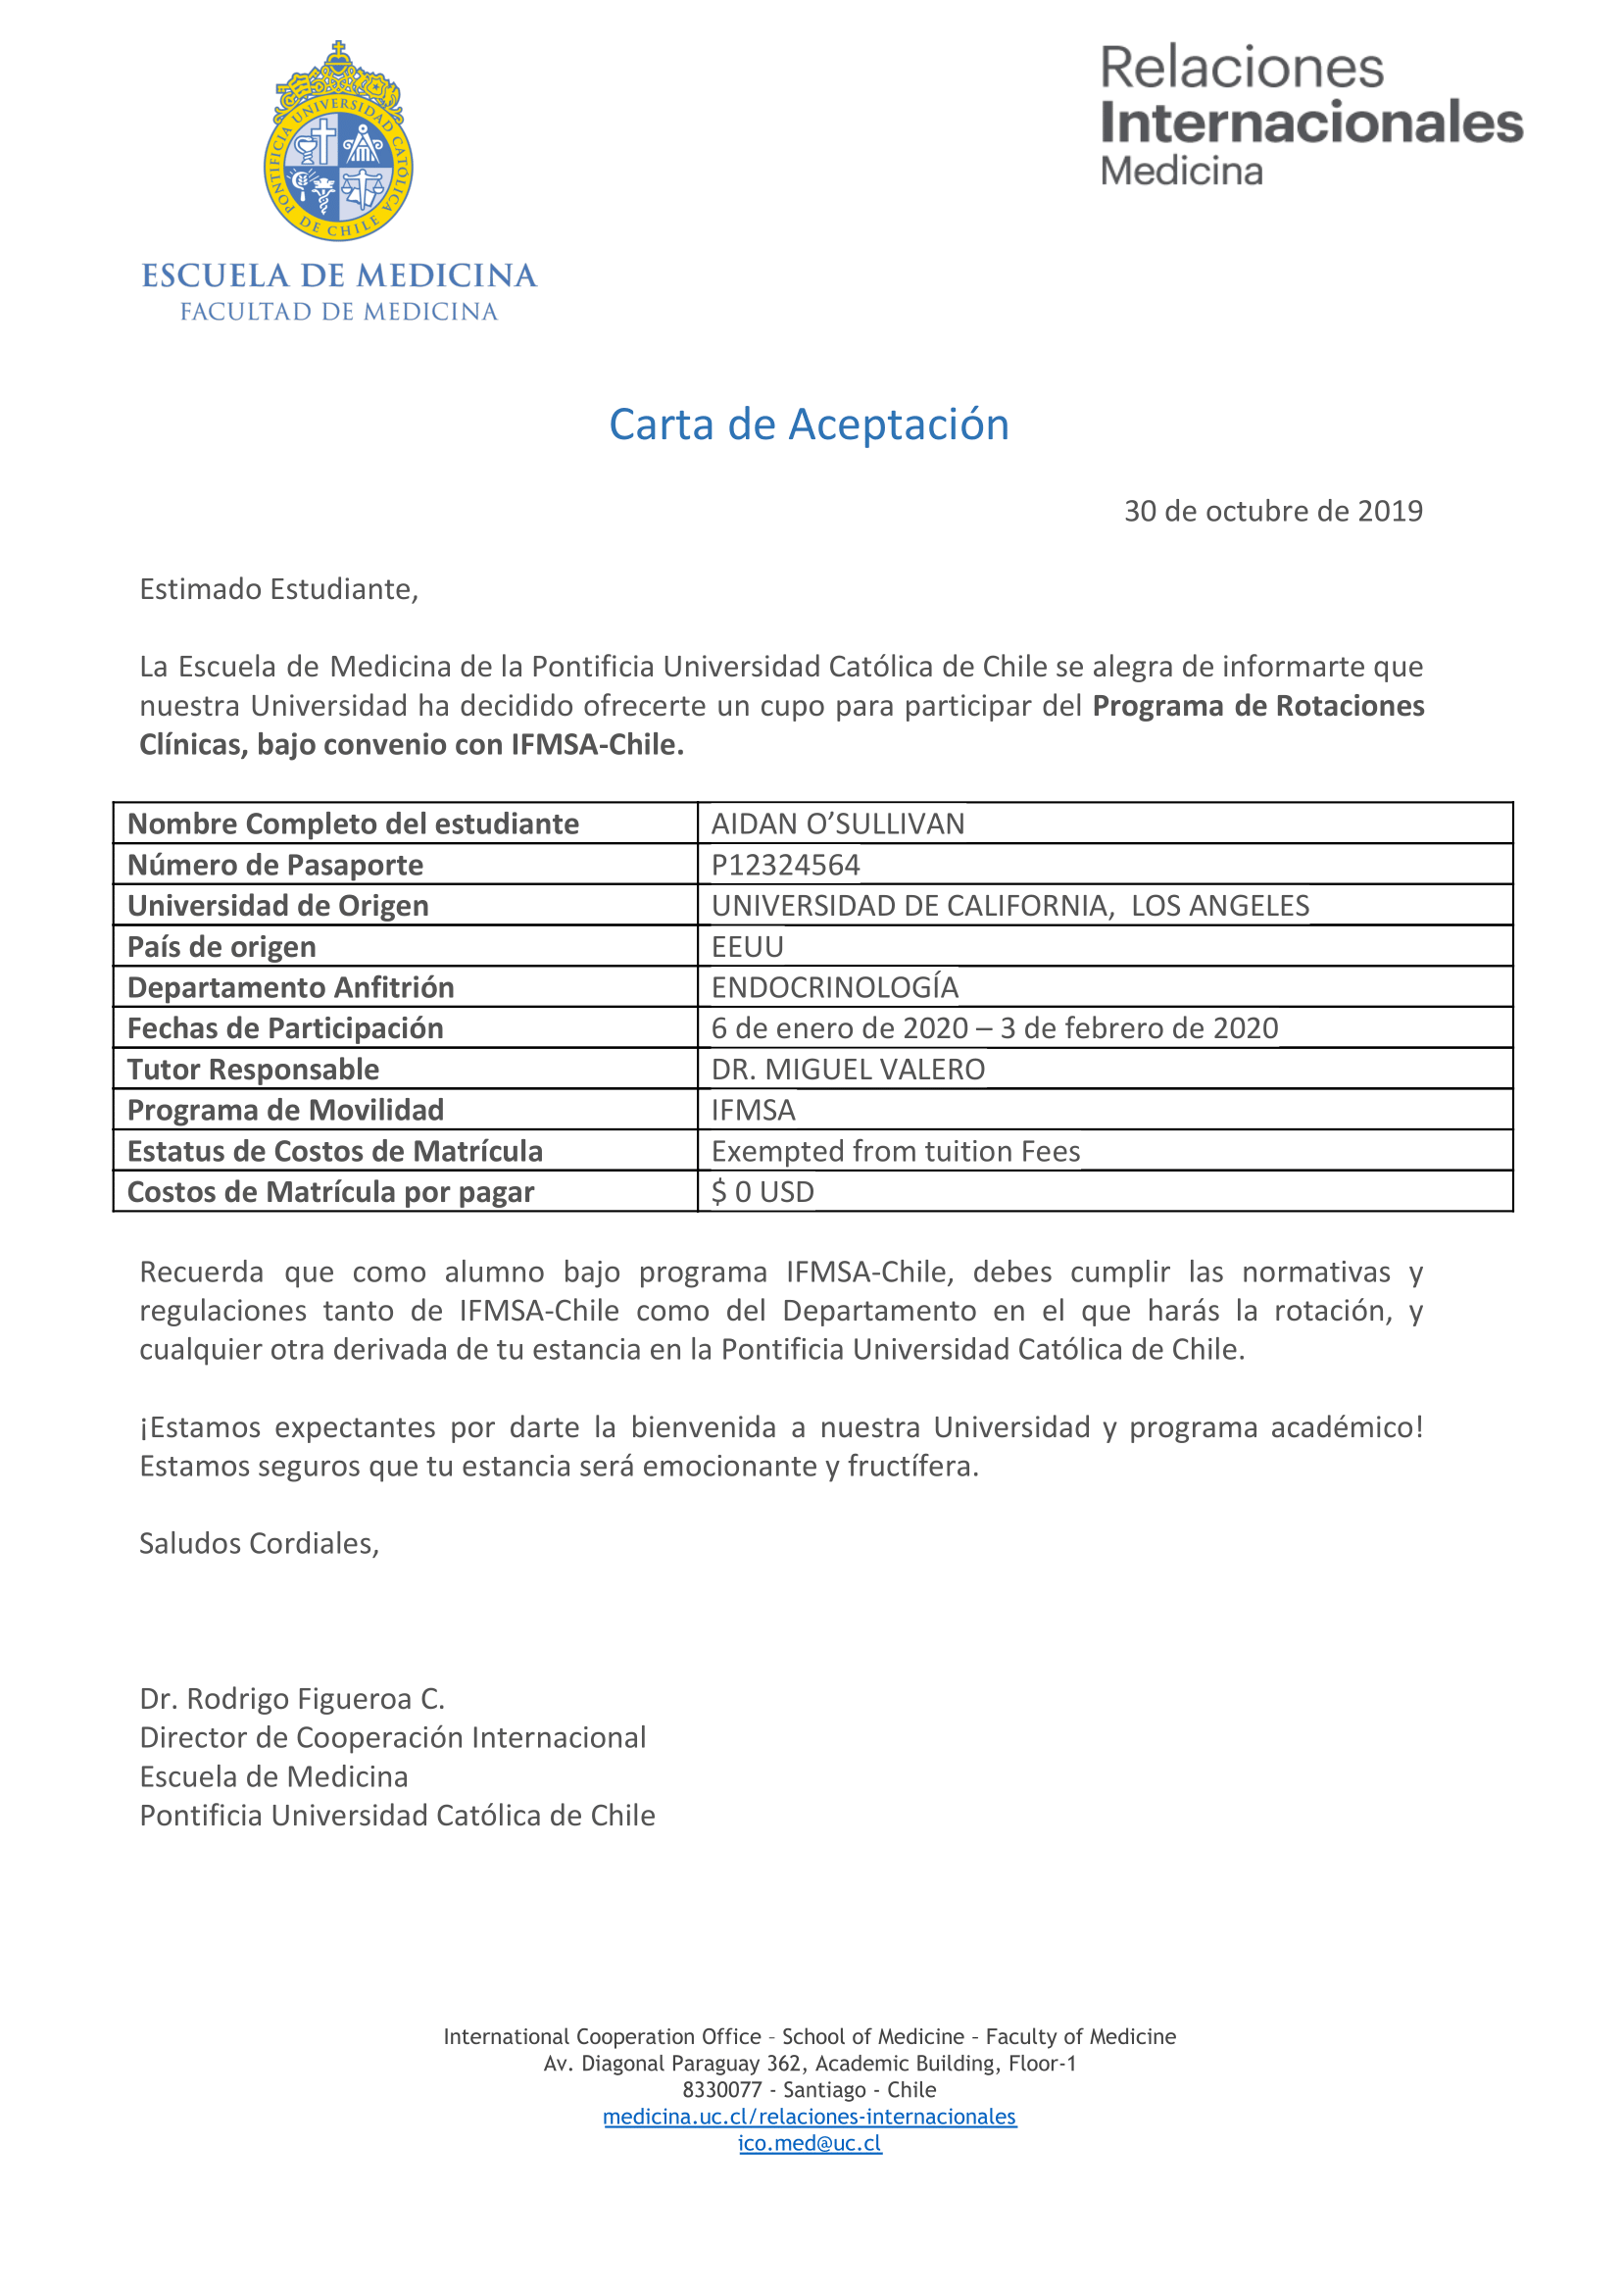 PONTIFICIA UNIVERSIDAD CATÓLICA DE CHILE
ESCUELA DE MEDICINA
FACULTAD DE MEDICINA
Relaciones
Internacionales
Medicina
Carta de Aceptación
30 de octubre de 2019
Estimado Estudiante,
La Escuela de Medicina de la Pontificia Universidad Católica de Chile se alegra de informarte que
nuestra Universidad ha decidido ofrecerte un cupo para participar del Programa de Rotaciones
Clínicas, bajo convenio con IFMSA-Chile.
Nombre Completo del estudiante AIDAN O’SULLIVAN
Número de Pasaporte P12324564
Universidad de Origen UNIVERSIDAD DE CALIFORNIA, LOS ANGELES
País de origen EEUU
Departamento Anfitrión ENDOCRINOLOGÍA
Fechas de Participación 6 de enero de 2020 – 3 de febrero de 2020
Tutor Responsable DR. MIGUEL VALERO
Programa de Movilidad IFMSA
Estatus de Costos de Matrícula Exempted from tuition Fees
Costos de Matrícula por pagar $ 0 USD
Recuerda que como alumno bajo programa IFMSA-Chile, debes cumplir las normativas y
regulaciones tanto de IFMSA-Chile como del Departamento en el que harás la rotación, y
cualquier otra derivada de tu estancia en la Pontificia Universidad Católica de Chile.
¡Estamos expectantes por darte la bienvenida a nuestra Universidad y programa académico!
Estamos seguros que tu estancia será emocionante y fructífera.
Saludos Cordiales,
Dr. Rodrigo Figueroa C.
Director de Cooperación Internacional
Escuela de Medicina
Pontificia Universidad Católica de Chile
International Cooperation Office – School of Medicine – Faculty of Medicine
Av. Diagonal Paraguay 362, Academic Building, Floor-1
8330077 - Santiago - Chile
medicina.uc.cl/relaciones-internacionales
ico.med@uc.cl